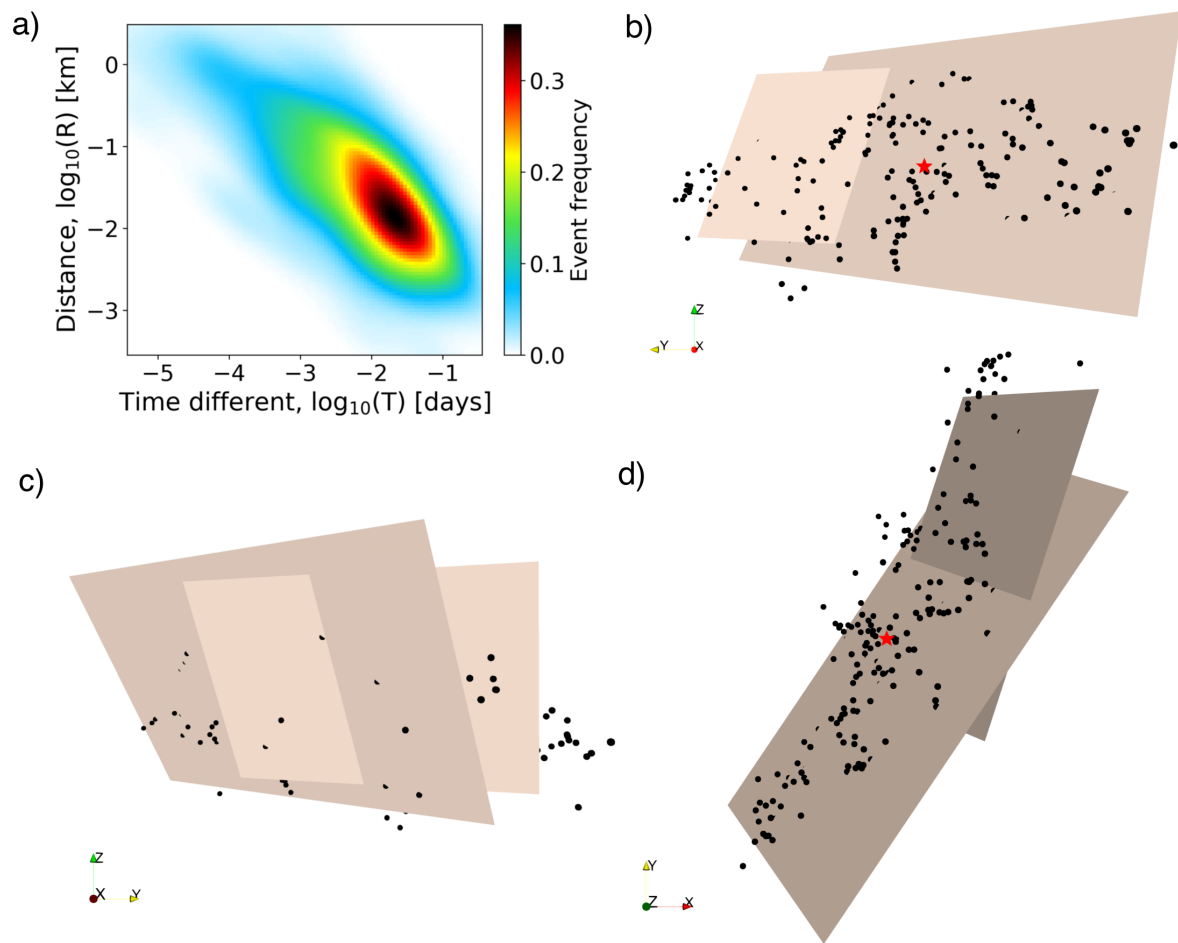 a)
Distance, log₁₀(R) [km]
0
−1
−2
−3
−5
−4
−3
−2
−1
Time different, log₁₀(T) [days]
0.3
0.2
0.1
0.0
Event frequency
b)
Z
Y
X
c)
Z
X
Y
d)
Y
Z
X